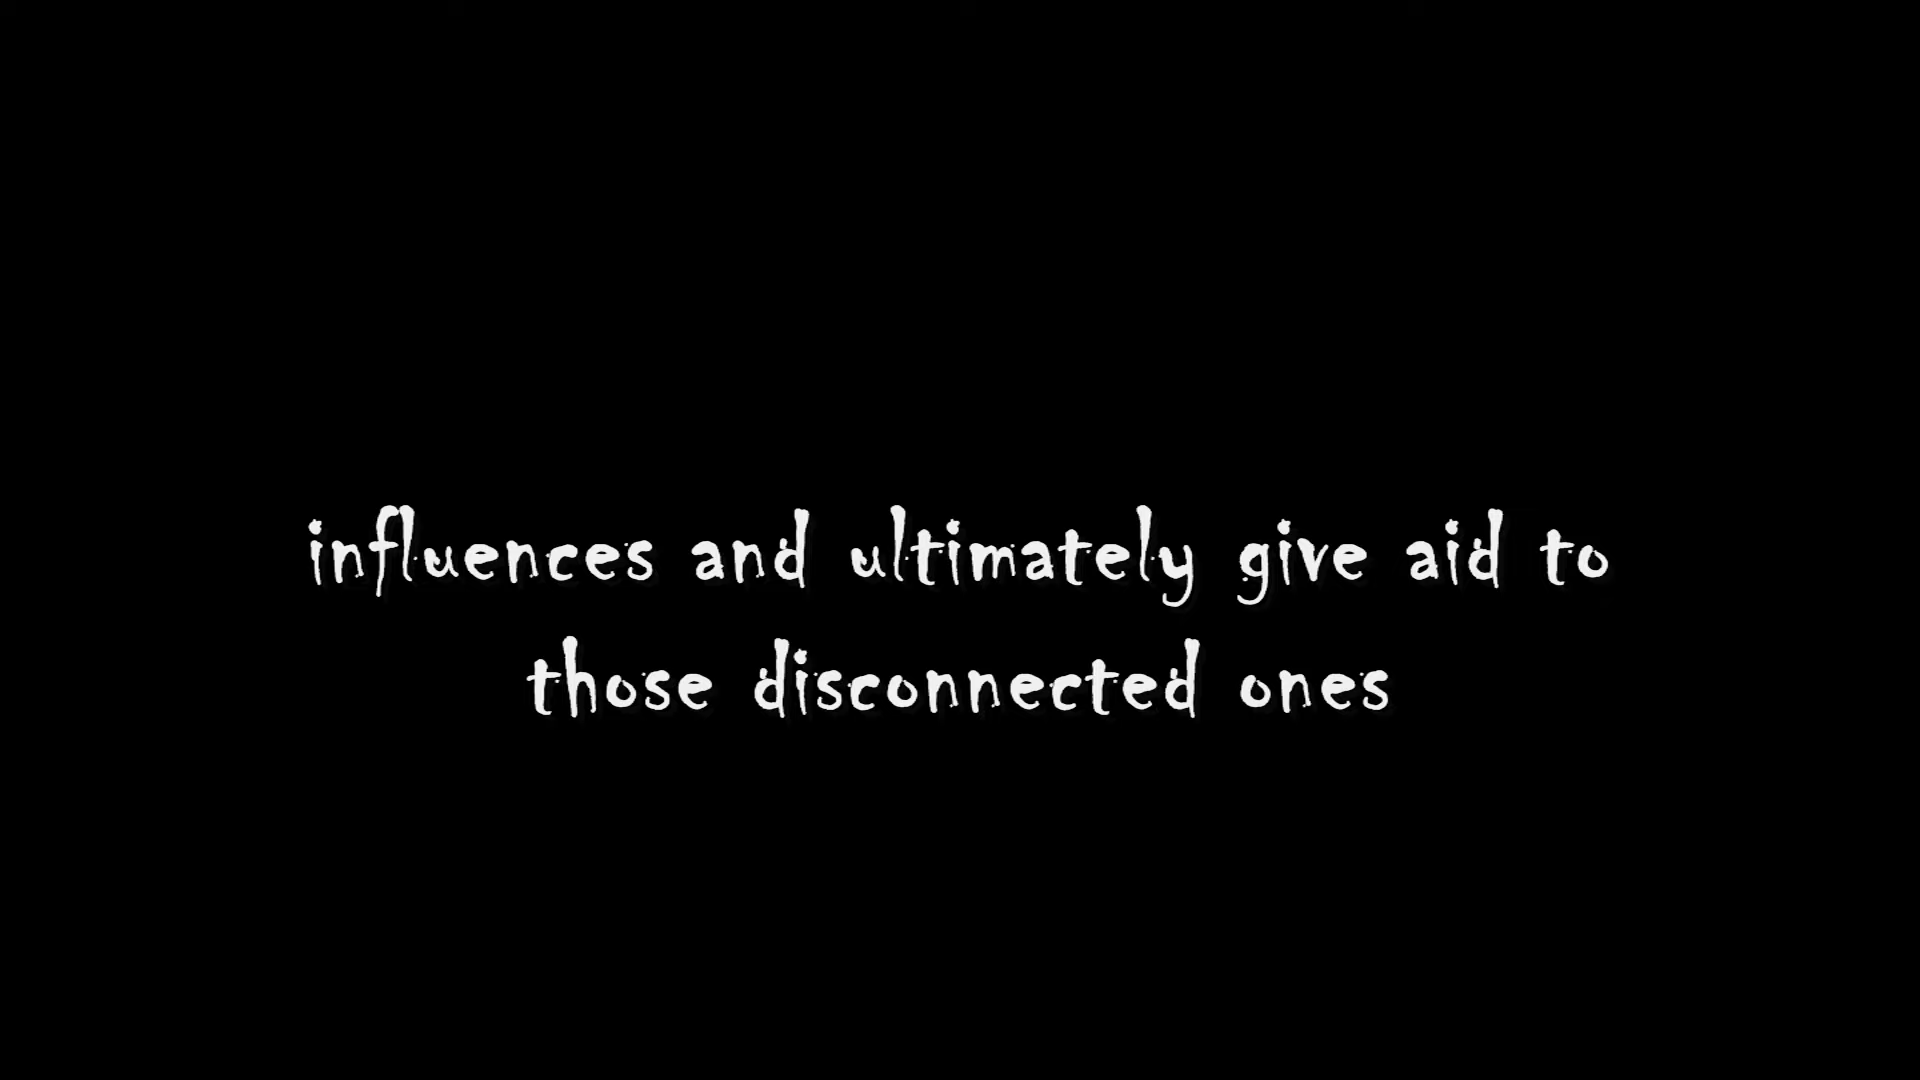 influences and ultimately give aid to
those disconnected ones